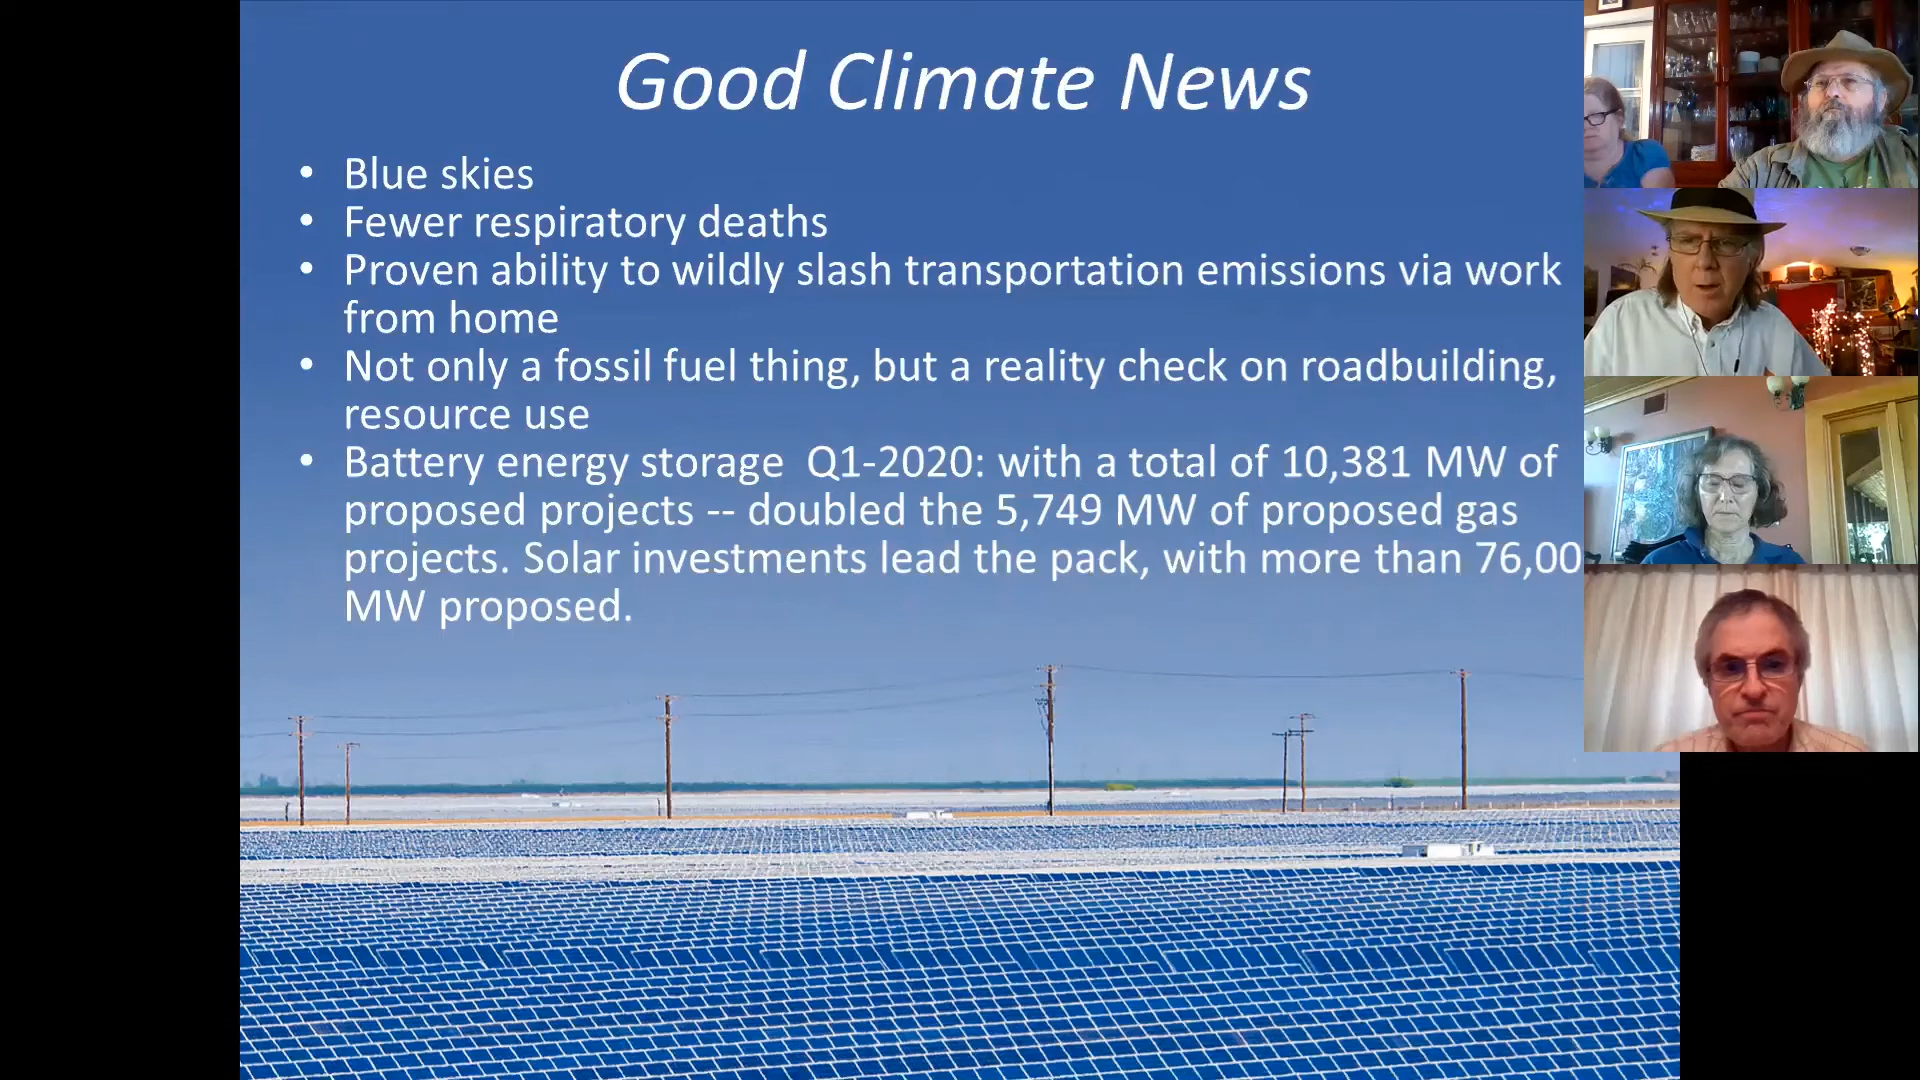 Good Climate News
• Blue skies
• Fewer respiratory deaths
• Proven ability to wildly slash transportation emissions via work
from home
• Not only a fossil fuel thing, but a reality check on roadbuilding,
resource use
• Battery energy storage  Q1-2020: with a total of 10,381 MW of
proposed projects -- doubled the 5,749 MW of proposed gas
projects. Solar investments lead the pack, with more than 76,00
MW proposed.